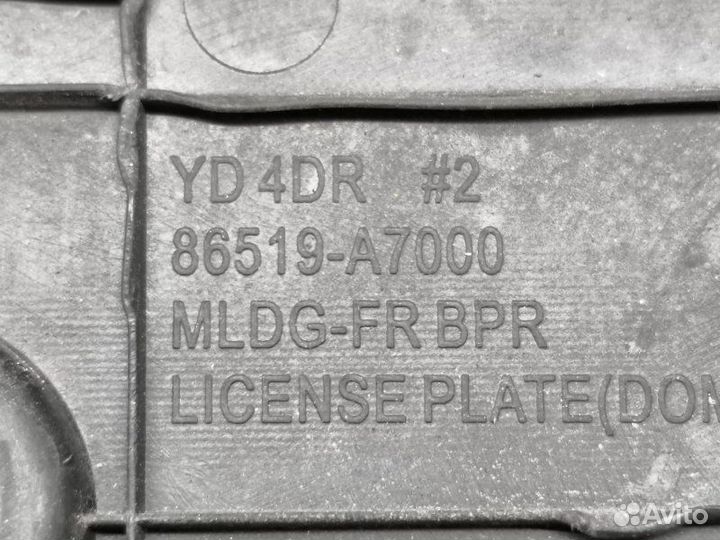 YD 4DR #2
86519-A7000
MLDG-FR BPR
LICENSE PLATE(DOM
Avito